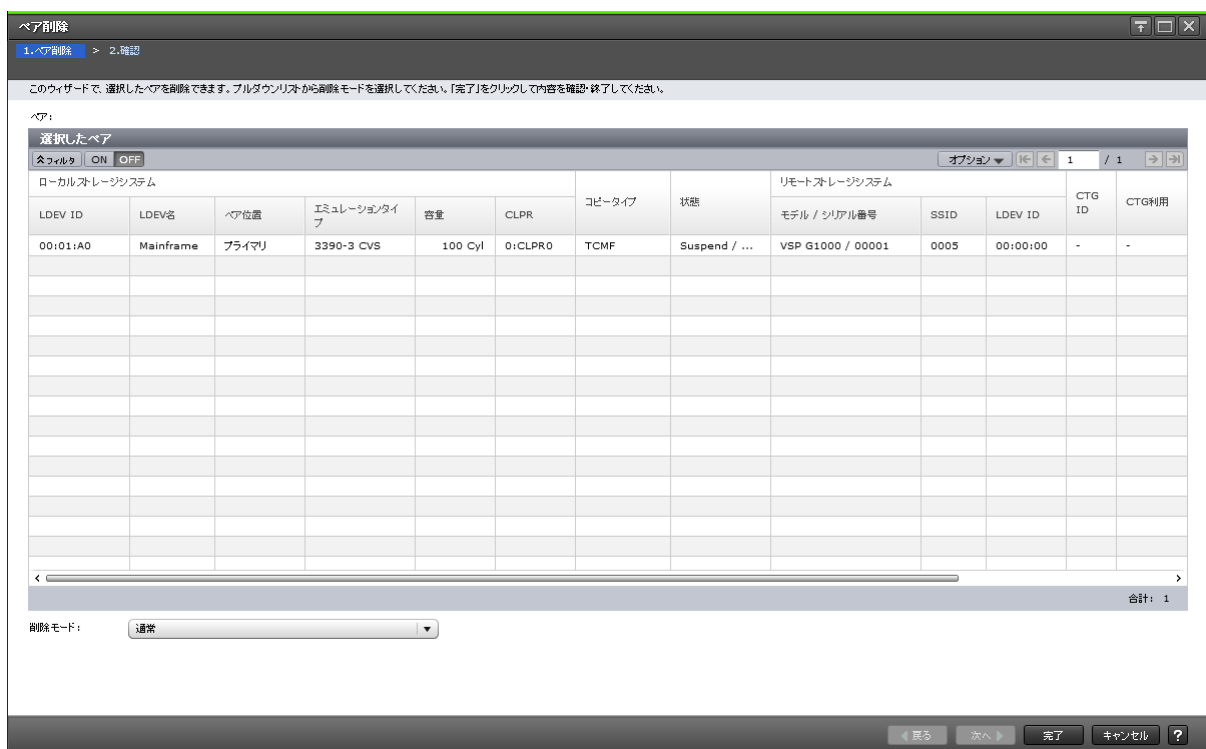 ペア削除
1.ペア削除 > 2.確認
このウィザードで、選択したペアを削除できます。プルダウンリストから削除モードを選択してください。「完了」をクリックして内容を確認・終了してください。
ペア:
選択したペア
フィルタ ON OFF オプション 1 / 1
ローカルストレージシステム コピータイプ 状態 リモートストレージシステム CTG ID CTG利用
LDEV ID LDEV名 ペア位置 エミュレーションタイプ 容量 CLPR モデル / シリアル番号 SSID LDEV ID
00:01:A0 Mainframe プライマリ 3390-3 CVS 100 Cyl 0:CLPR0 TCMF Suspend / ... VSP G1000 / 00001 0005 00:00:00 - -
合計: 1
削除モード: 通常
戻る 次へ 完了 キャンセル ?